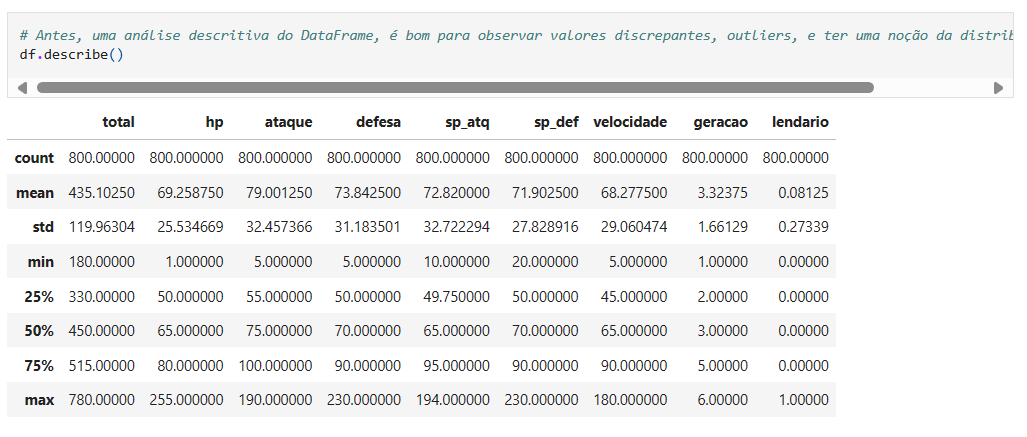 # Antes, uma análise descritiva do DataFrame, é bom para observar valores discrepantes, outliers, e ter uma noção da distrib
df.describe()
total hp ataque defesa sp_atq sp_def velocidade geracao lendario
count 800.00000 800.000000 800.000000 800.000000 800.000000 800.000000 800.000000 800.00000 800.00000
mean 435.10250 69.258750 79.001250 73.842500 72.820000 71.902500 68.277500 3.32375 0.08125
std 119.96304 25.534669 32.457366 31.183501 32.722294 27.828916 29.060474 1.66129 0.27339
min 180.00000 1.000000 5.000000 5.000000 10.000000 20.000000 5.000000 1.00000 0.00000
25% 330.00000 50.000000 55.000000 50.000000 49.750000 50.000000 45.000000 2.00000 0.00000
50% 450.00000 65.000000 75.000000 70.000000 65.000000 70.000000 65.000000 3.00000 0.00000
75% 515.00000 80.000000 100.000000 90.000000 95.000000 90.000000 90.000000 5.00000 0.00000
max 780.00000 255.000000 190.000000 230.000000 194.000000 230.000000 180.000000 6.00000 1.00000